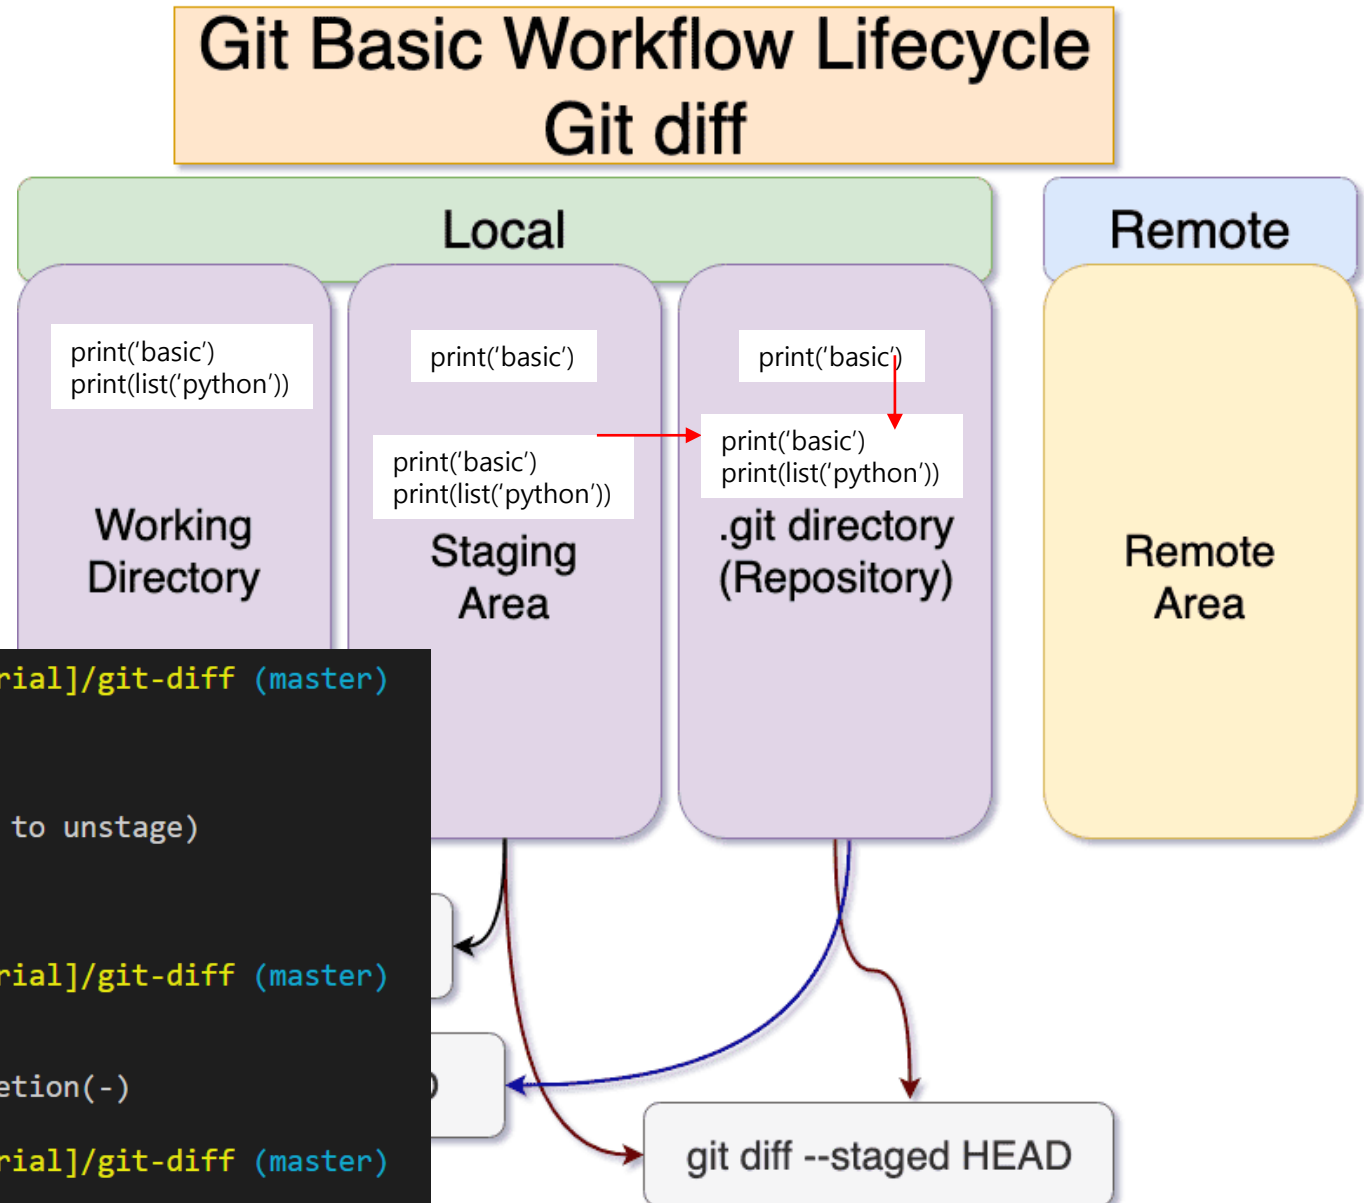 Git Basic Workflow Lifecycle
Git diff
Local
Remote
print(‘basic’)
print(list(‘python’))
print(‘basic’)
print(‘basic’)
print(‘basic’)
print(list(‘python’))
print(‘basic’)
print(list(‘python’))
Working
Directory
Staging
Area
.git directory
(Repository)
Remote
Area
rial]/git-diff (master)
to unstage)
rial]/git-diff (master)
etion(-)
rial]/git-diff (master)
git diff --staged HEAD